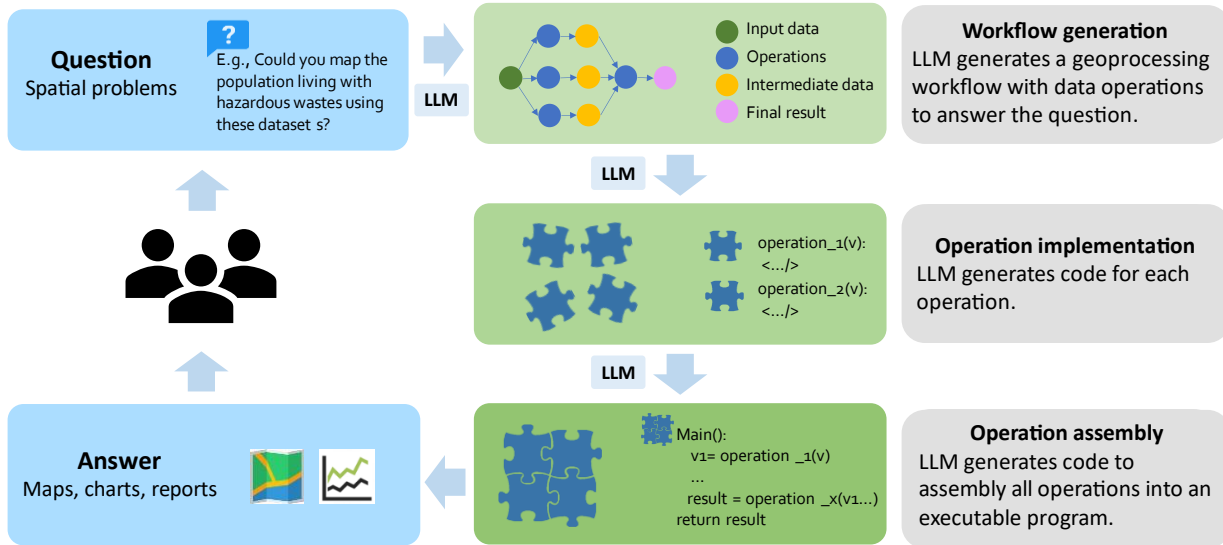 Question
Spatial problems
?
E.g., Could you map the
population living with
hazardous wastes using
these dataset s?
LLM
Input data
Operations
Intermediate data
Final result
Workflow generation
LLM generates a geoprocessing
workflow with data operations
to answer the question.
LLM
operation_1(v):
<.../>
operation_2(v):
<.../>
Operation implementation
LLM generates code for each
operation.
LLM
Main():
v1= operation _1(v)
...
result = operation _x(v1...)
return result
Operation assembly
LLM generates code to
assembly all operations into an
executable program.
Answer
Maps, charts, reports